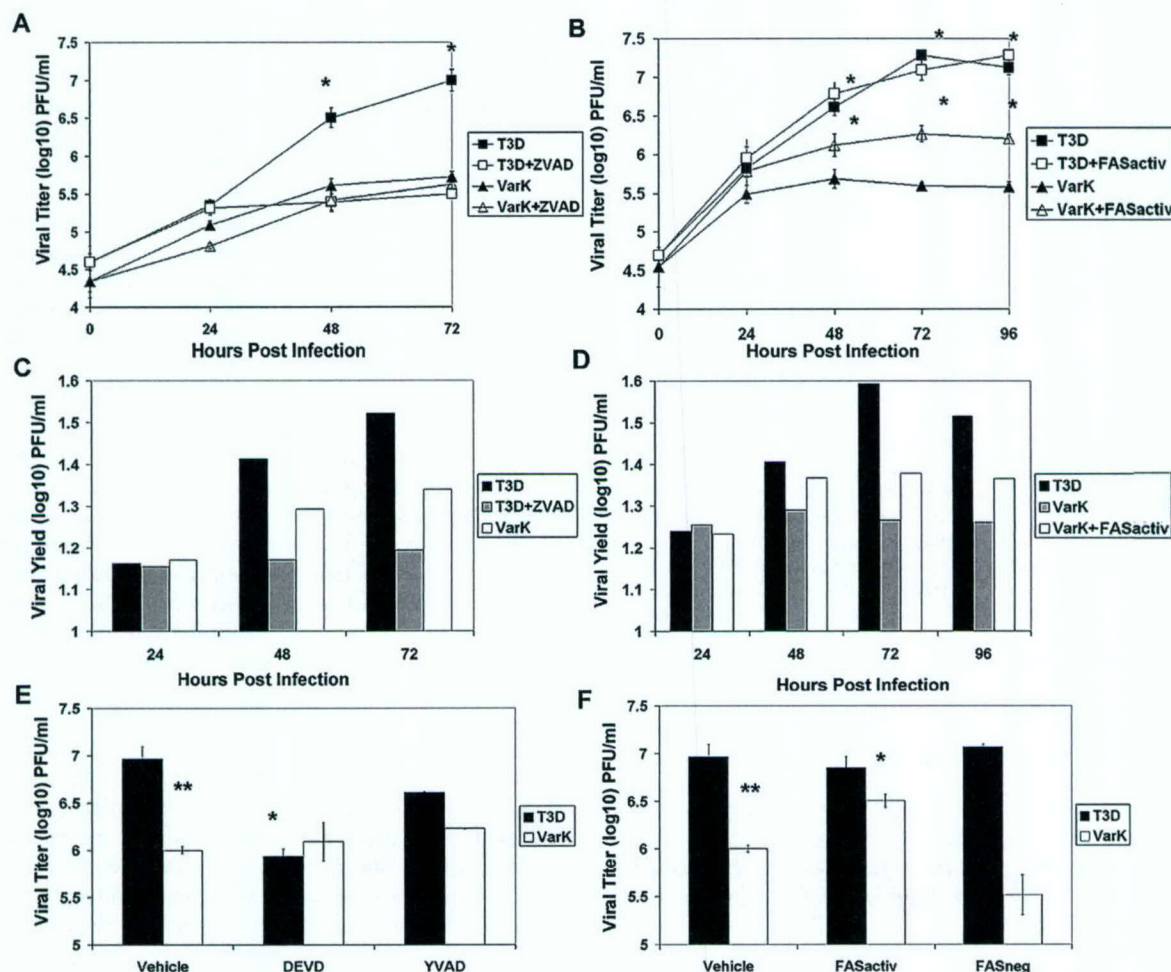 A
Viral Titer (log10) PFU/ml
7.5
7
6.5
6
5.5
5
4.5
4
*
*
0
24
48
72
Hours Post Infection
T3D
T3D+ZVAD
VarK
VarK+ZVAD
B
Viral Titer (log10) PFU/ml
7.5
7
6.5
6
5.5
5
4.5
4
*
*
*
*
*
*
0
24
48
72
96
Hours Post Infection
T3D
T3D+FASactiv
VarK
VarK+FASactiv
C
Viral Yield (log10) PFU/ml
1.6
1.5
1.4
1.3
1.2
1.1
1
24
48
72
Hours Post Infection
T3D
T3D+ZVAD
VarK
D
Viral Yield (log10) PFU/ml
1.6
1.5
1.4
1.3
1.2
1.1
1
24
48
72
96
Hours Post Infection
T3D
VarK
VarK+FASactiv
E
Viral Titer (log10) PFU/ml
7.5
7
6.5
6
5.5
5
**
*
Vehicle
DEVD
YVAD
T3D
VarK
F
Viral Titer (log10) PFU/ml
7.5
7
6.5
6
5.5
5
**
*
Vehicle
FASactiv
FASneg
T3D
VarK